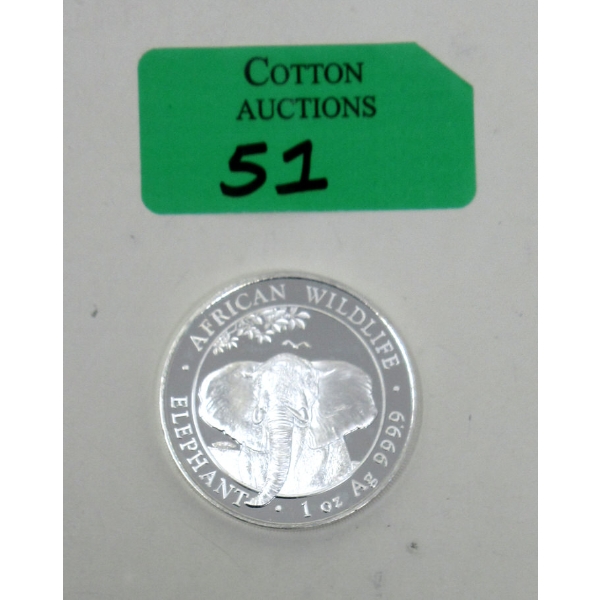 COTTON
AUCTIONS
51
· AFRICAN WILDLIFE ·
ELEPHANT · 1 oz Ag 999.9